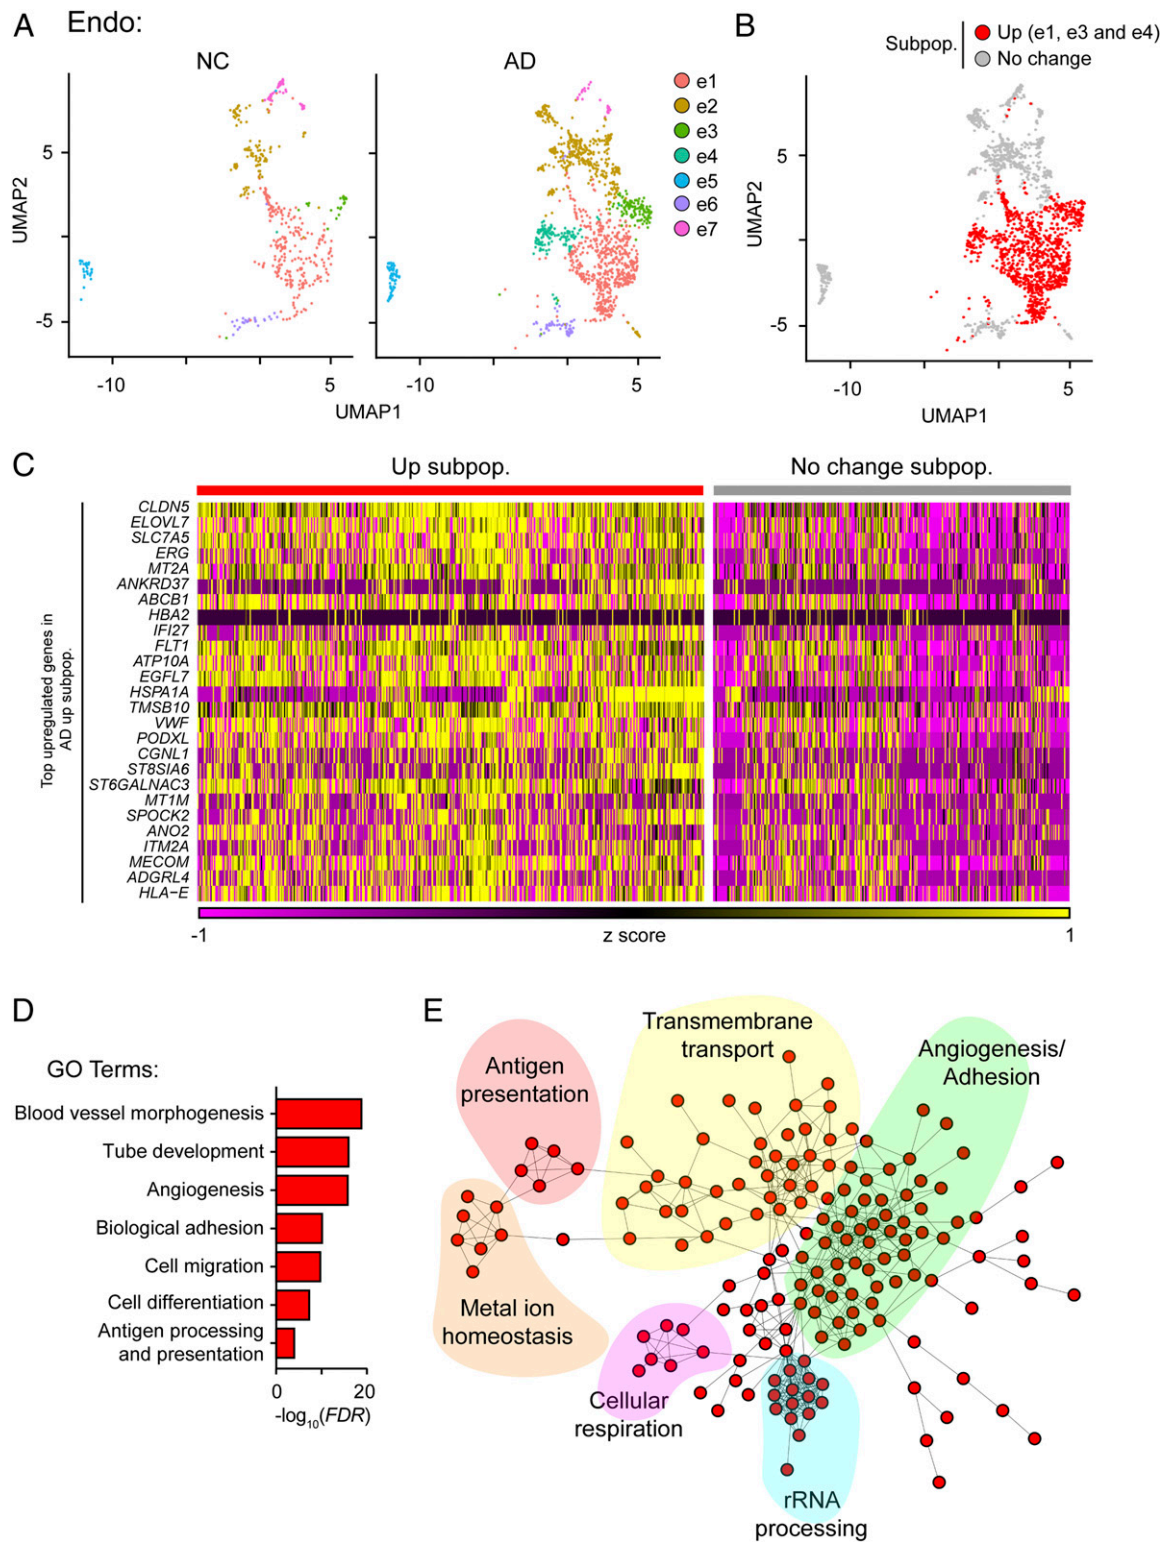 A Endo:
NC
AD
UMAP2
5
-5
-10
5
-10
5
UMAP1
e1
e2
e3
e4
e5
e6
e7
B
Subpop.
Up (e1, e3 and e4)
No change
UMAP2
5
-5
-10
5
UMAP1
C
Up subpop.
No change subpop.
Top upregulated genes in
AD up subpop.
CLDN5
ELOVL7
SLC7A5
ERG
MT2A
ANKRD37
ABCB1
HBA2
IFI27
FLT1
ATP10A
EGFL7
HSPA1A
TMSB10
VWF
PODXL
CGNL1
ST8SIA6
ST6GALNAC3
MT1M
SPOCK2
ANO2
ITM2A
MECOM
ADGRL4
HLA−E
-1
z score
1
D
GO Terms:
Blood vessel morphogenesis
Tube development
Angiogenesis
Biological adhesion
Cell migration
Cell differentiation
Antigen processing
and presentation
0
20
-log10(FDR)
E
Antigen
presentation
Transmembrane
transport
Angiogenesis/
Adhesion
Metal ion
homeostasis
Cellular
respiration
rRNA
processing